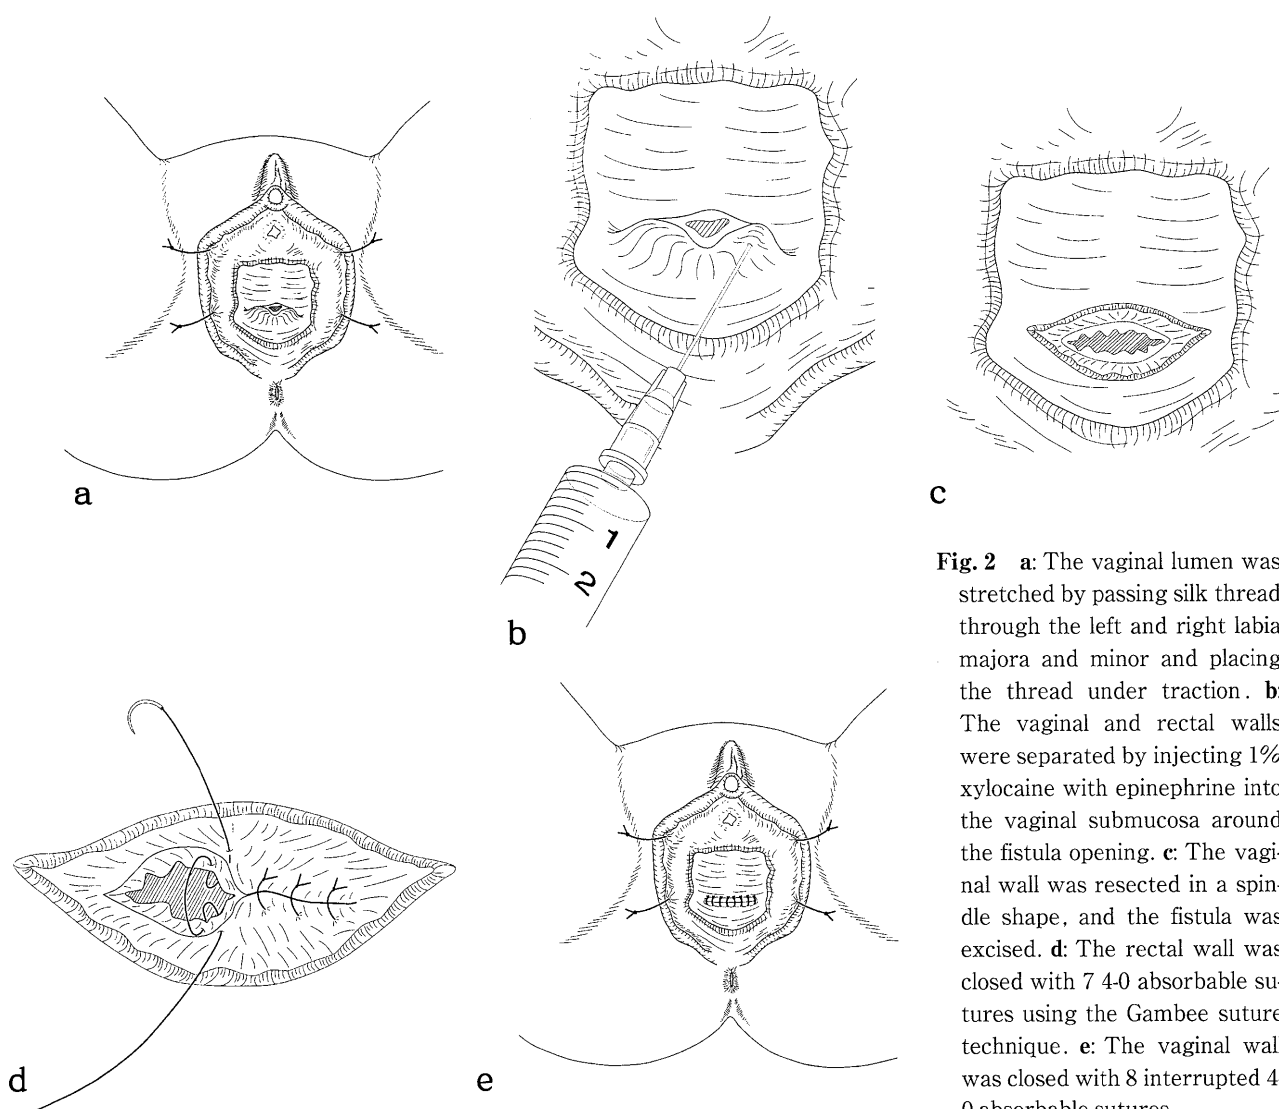 a
1
2
b
c
Fig. 2 a: The vaginal lumen was
stretched by passing silk thread
through the left and right labia
majora and minor and placing
the thread under traction. b:
The vaginal and rectal walls
were separated by injecting 1%
xylocaine with epinephrine into
the vaginal submucosa around
the fistula opening. c: The vagi-
nal wall was resected in a spin-
dle shape, and the fistula was
excised. d: The rectal wall was
closed with 7 4-0 absorbable su-
tures using the Gambee suture
technique. e: The vaginal wall
was closed with 8 interrupted 4-
0 absorbable sutures.
d
e